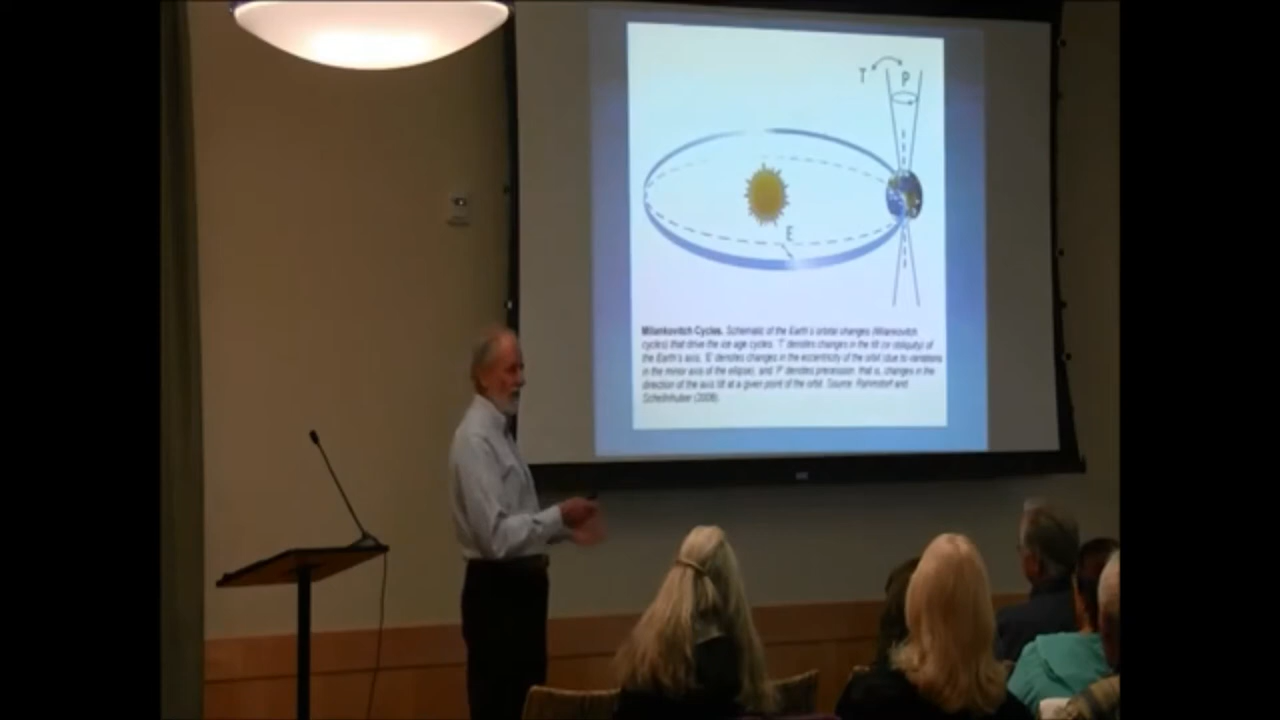 T
P
E
Milankovitch Cycles. Schematic of the Earth's orbital changes (Milankovitch
cycles) that drive the ice age cycles. 'T' denotes changes in the tilt (or obliquity) of
the Earth's axis, 'E' denotes changes in the eccentricity of the orbit (due to variations
in the minor axis of the ellipse), and 'P' denotes precession, that is, changes in the
direction of the axis tilt at a given point of the orbit. Source: Rahmstorf and
Schellnhuber (2006).